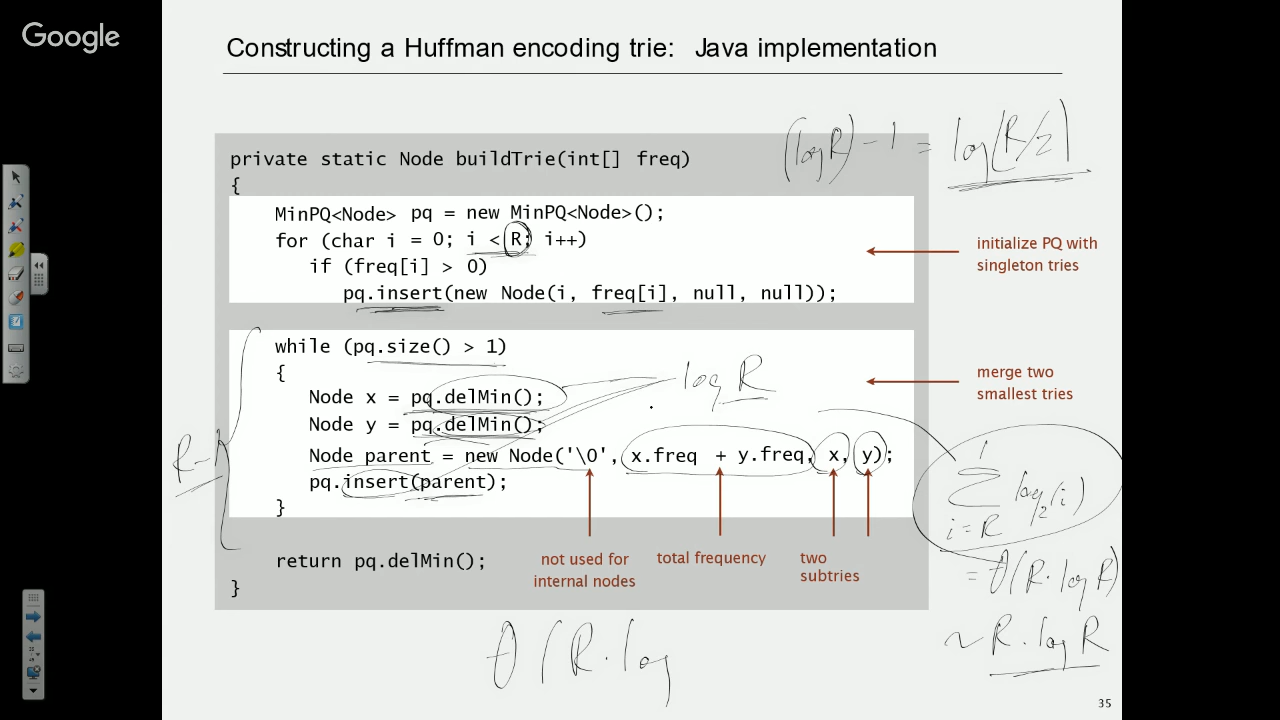 Google
Constructing a Huffman encoding trie: Java implementation
(log R) - 1 = log(R/2)
private static Node buildTrie(int[] freq)
{
MinPQ<Node> pq = new MinPQ<Node>();
for (char i = 0; i < R; i++)
if (freq[i] > 0)
pq.insert(new Node(i, freq[i], null, null));
initialize PQ with
singleton tries
while (pq.size() > 1)
{
Node x = pq.delMin();
Node y = pq.delMin();
Node parent = new Node('\0', x.freq + y.freq, x, y);
pq.insert(parent);
}
log R
merge two
smallest tries
R-1
1
∑ log₂(i)
i=R
= θ(R·log R)
~ R·log R
not used for
internal nodes
total frequency
two
subtries
return pq.delMin();
}
θ(R·log
35